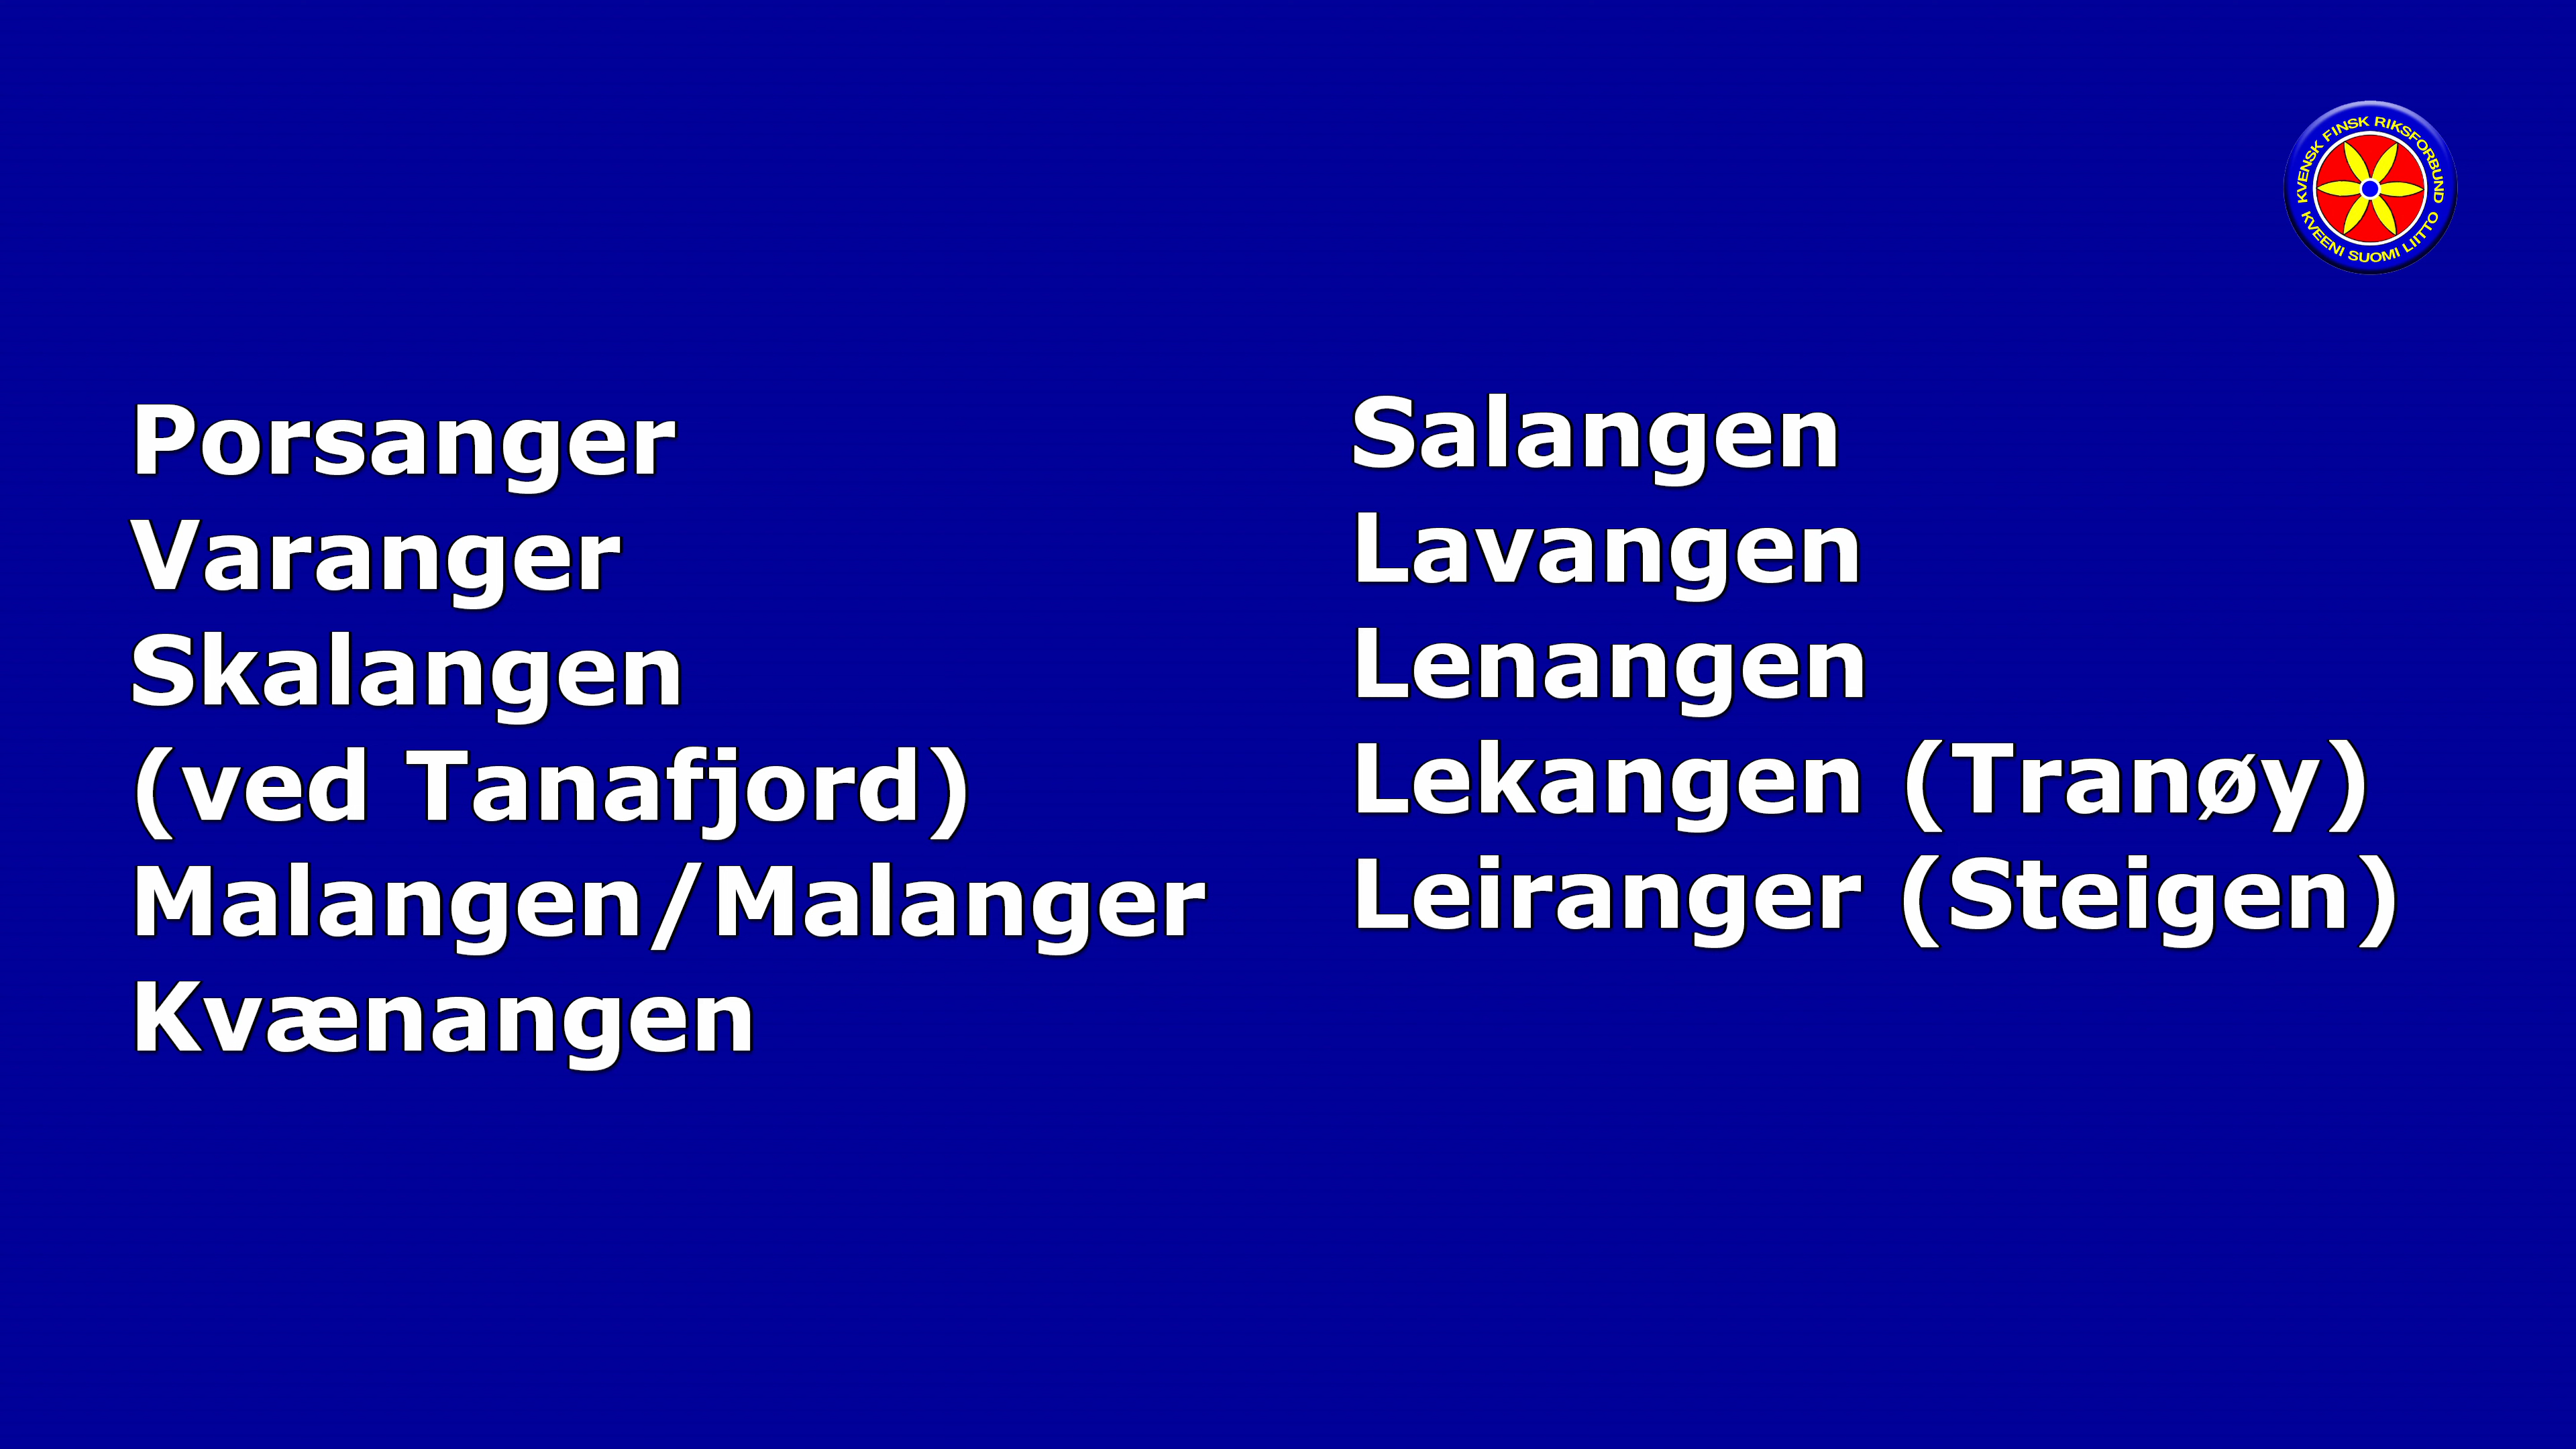 KVENSK FINSK RIKSFORBUND
KVEENI SUOMI LIITTO
Porsanger
Varanger
Skalangen
(ved Tanafjord)
Malangen/Malanger
Kvænangen
Salangen
Lavangen
Lenangen
Lekangen (Tranøy)
Leiranger (Steigen)